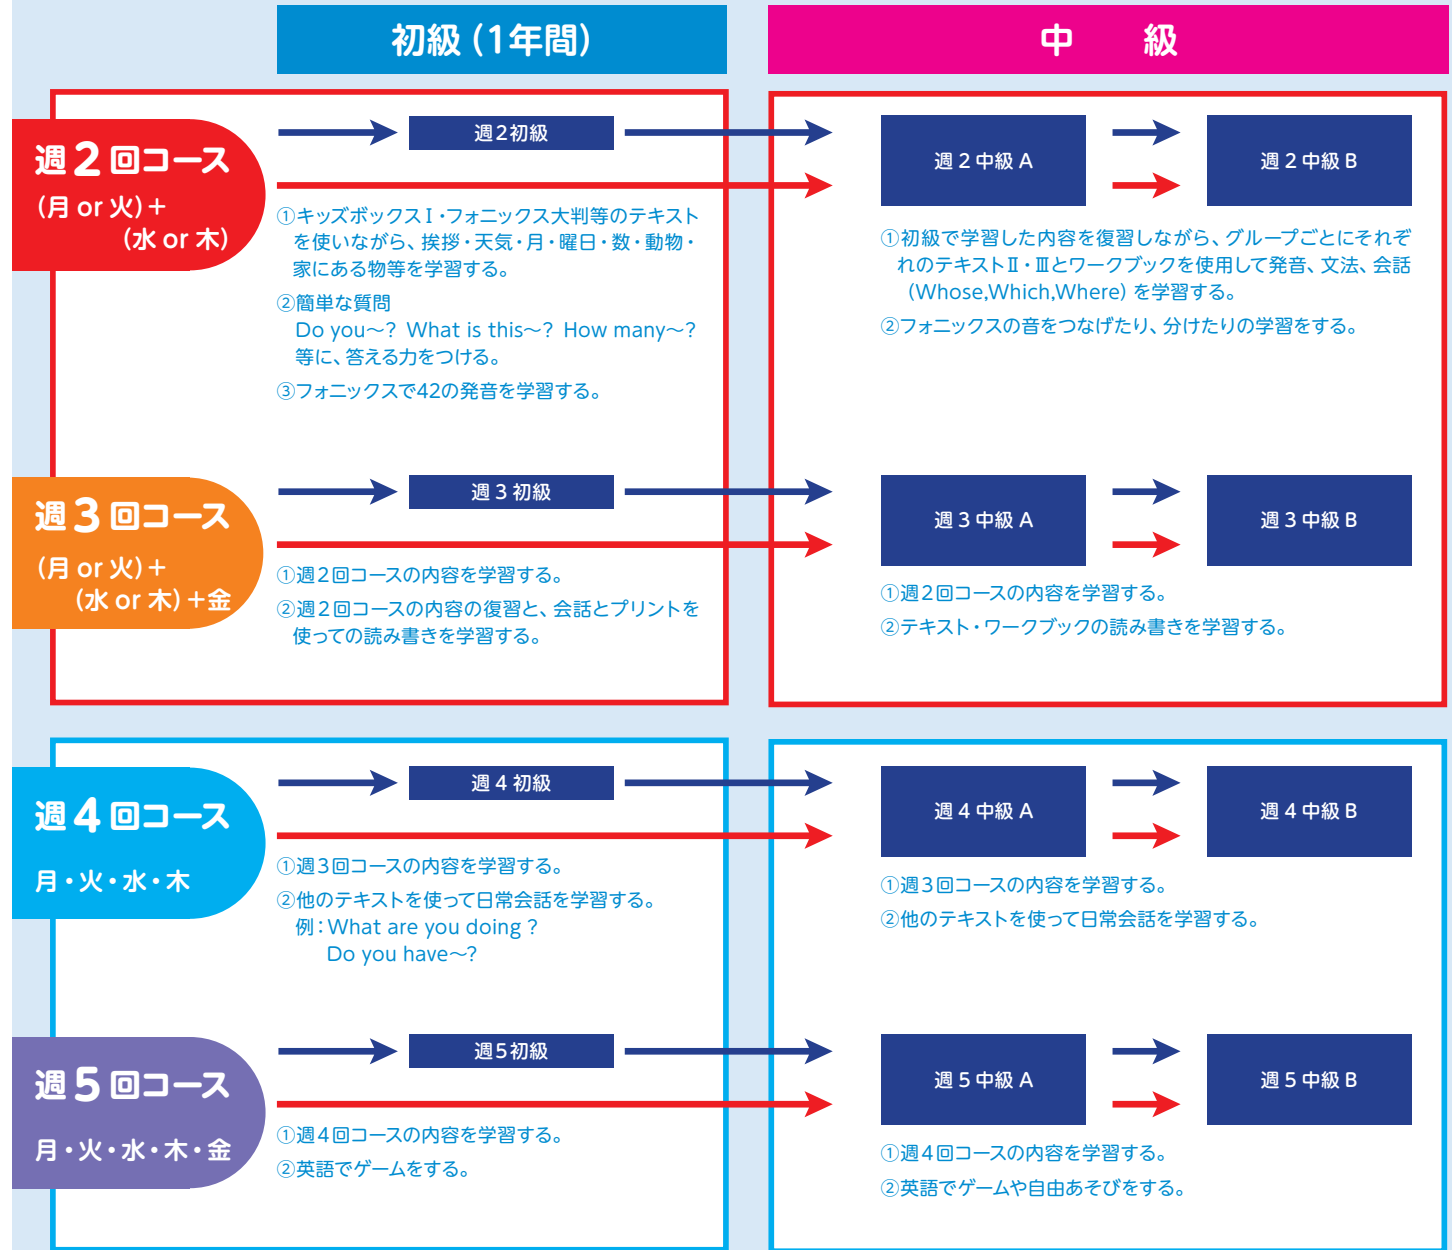 初級（1年間）
中　級
週2回コース
（月 or 火）＋
（水 or 木）
週2初級
①キッズボックスⅠ・フォニックス大判等のテキスト
を使いながら、挨拶・天気・月・曜日・数・動物・
家にある物等を学習する。
②簡単な質問
Do you～? What is this～? How many～?
等に、答える力をつける。
③フォニックスで42の発音を学習する。
週2中級 A
週2中級 B
①初級で学習した内容を復習しながら、グループごとにそれぞ
れのテキストⅡ・Ⅲとワークブックを使用して発音、文法、会話
（Whose,Which,Where）を学習する。
②フォニックスの音をつなげたり、分けたりの学習をする。
週3回コース
（月 or 火）＋
（水 or 木）＋金
週3初級
①週2回コースの内容を学習する。
②週2回コースの内容の復習と、会話とプリントを
使っての読み書きを学習する。
週3中級 A
週3中級 B
①週2回コースの内容を学習する。
②テキスト・ワークブックの読み書きを学習する。
週4回コース
月・火・水・木
週4初級
①週3回コースの内容を学習する。
②他のテキストを使って日常会話を学習する。
例：What are you doing ?
Do you have～?
週4中級 A
週4中級 B
①週3回コースの内容を学習する。
②他のテキストを使って日常会話を学習する。
週5回コース
月・火・水・木・金
週5初級
①週4回コースの内容を学習する。
②英語でゲームをする。
週5中級 A
週5中級 B
①週4回コースの内容を学習する。
②英語でゲームや自由あそびをする。